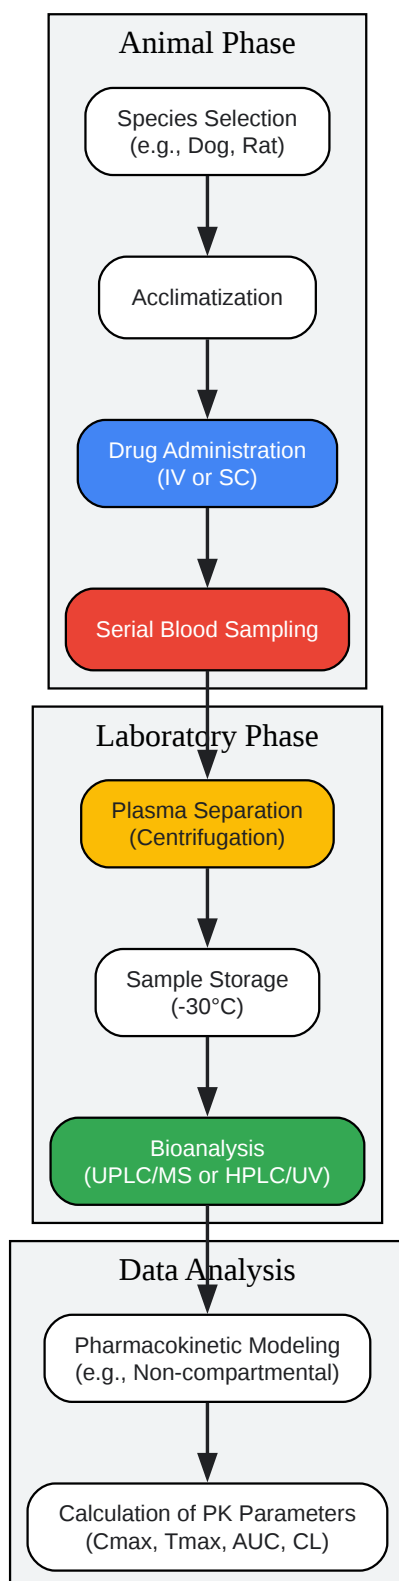 Animal Phase
Species Selection
(e.g., Dog, Rat)
Acclimatization
Drug Administration
(IV or SC)
Serial Blood Sampling
Laboratory Phase
Plasma Separation
(Centrifugation)
Sample Storage
(-30°C)
Bioanalysis
(UPLC/MS or HPLC/UV)
Data Analysis
Pharmacokinetic Modeling
(e.g., Non-compartmental)
Calculation of PK Parameters
(Cmax, Tmax, AUC, CL)